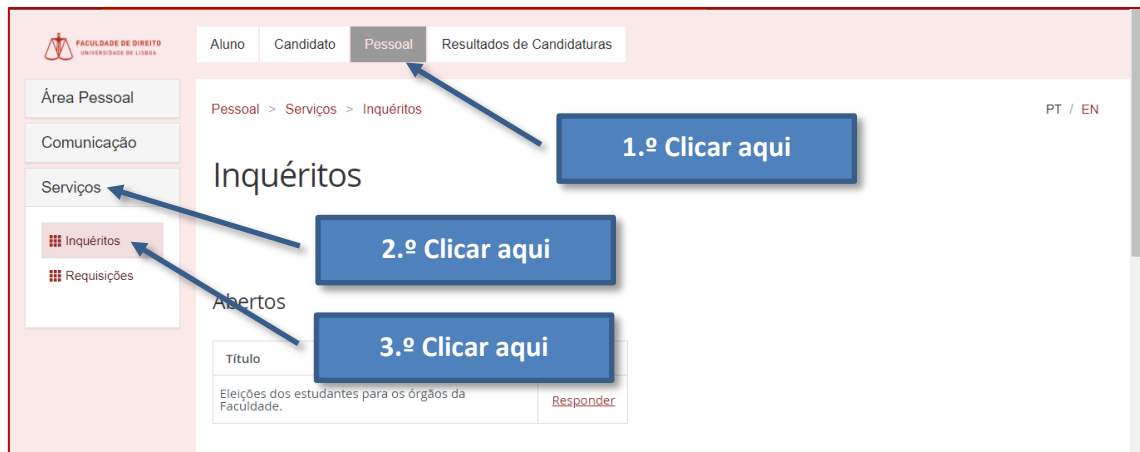 FACULDADE DE DIREITO
UNIVERSIDADE DE LISBOA
Aluno Candidato Pessoal Resultados de Candidaturas
Área Pessoal
Comunicação
Serviços
Inquéritos
Requisições
Pessoal > Serviços > Inquéritos
PT / EN
1.º Clicar aqui
Inquéritos
2.º Clicar aqui
Abertos
3.º Clicar aqui
Título
Eleições dos estudantes para os órgãos da
Faculdade.
Responder